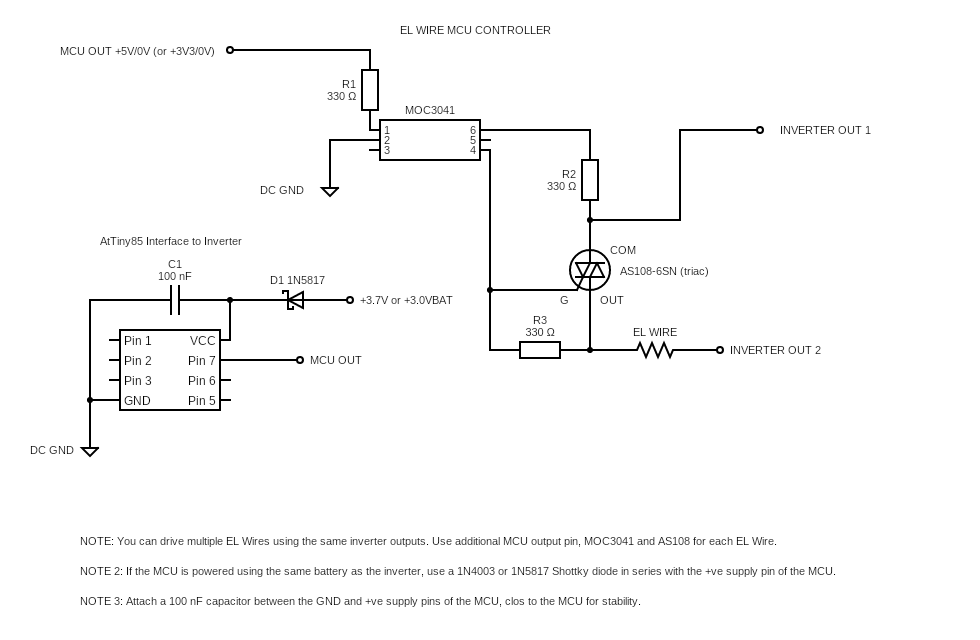 EL WIRE MCU CONTROLLER
MCU OUT +5V/0V (or +3V3/0V)
R1
330 Ω
MOC3041
1
2
3
6
5
4
INVERTER OUT 1
R2
330 Ω
DC GND
AtTiny85 Interface to Inverter
COM
AS108-6SN (triac)
C1
100 nF
D1 1N5817
+3.7V or +3.0VBAT
G
OUT
R3
330 Ω
EL WIRE
INVERTER OUT 2
Pin 1
VCC
Pin 2
Pin 7
MCU OUT
Pin 3
Pin 6
GND
Pin 5
DC GND
NOTE: You can drive multiple EL Wires using the same inverter outputs. Use additional MCU output pin, MOC3041 and AS108 for each EL Wire.
NOTE 2: If the MCU is powered using the same battery as the inverter, use a 1N4003 or 1N5817 Shottky diode in series with the +ve supply pin of the MCU.
NOTE 3: Attach a 100 nF capacitor between the GND and +ve supply pins of the MCU, clos to the MCU for stability.